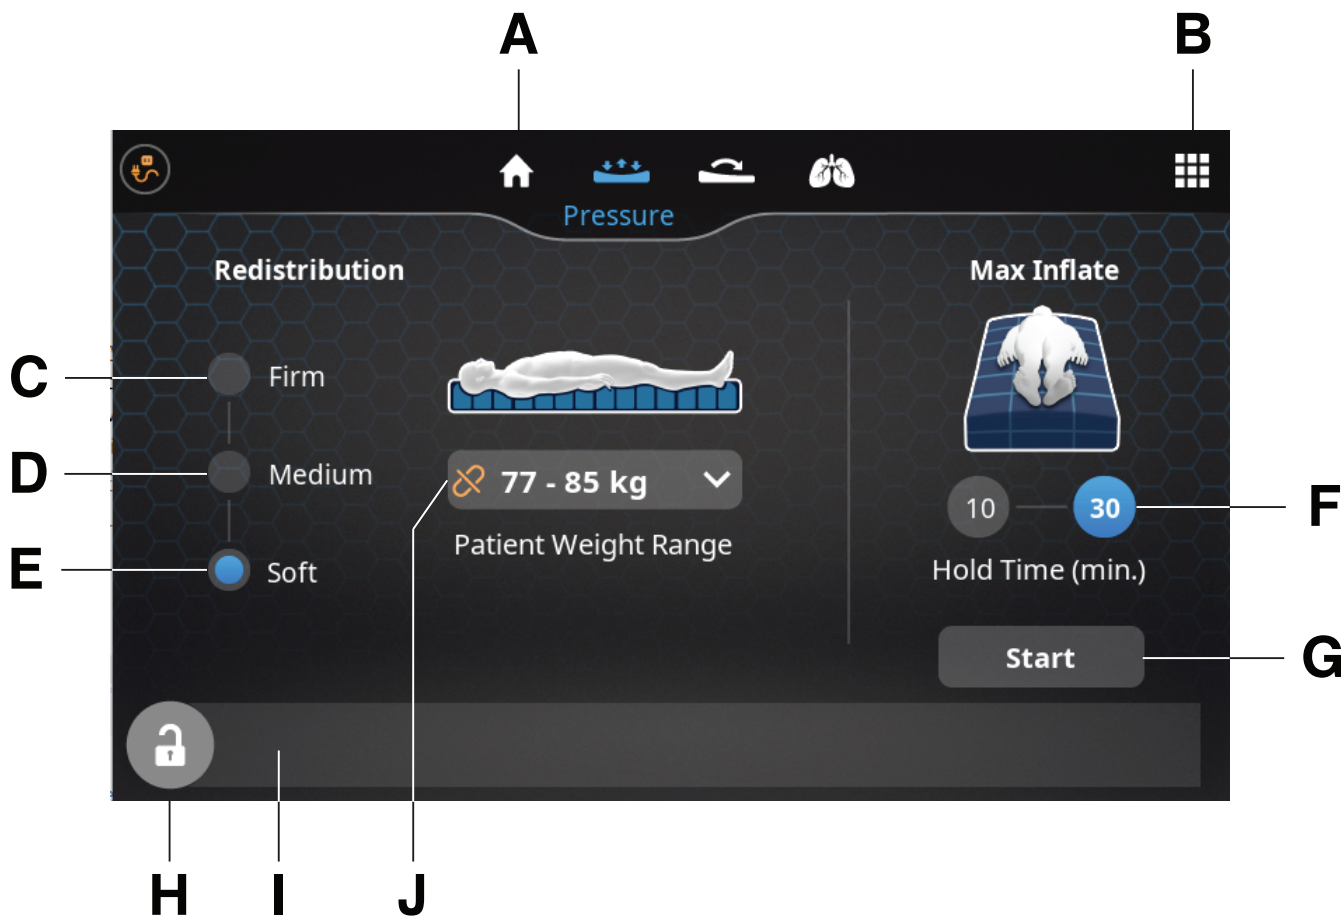 A
B
Pressure
Redistribution
Max Inflate
C
Firm
D
Medium
77 - 85 kg
10
30
F
Patient Weight Range
Hold Time (min.)
E
Soft
Start
G
H
I
J